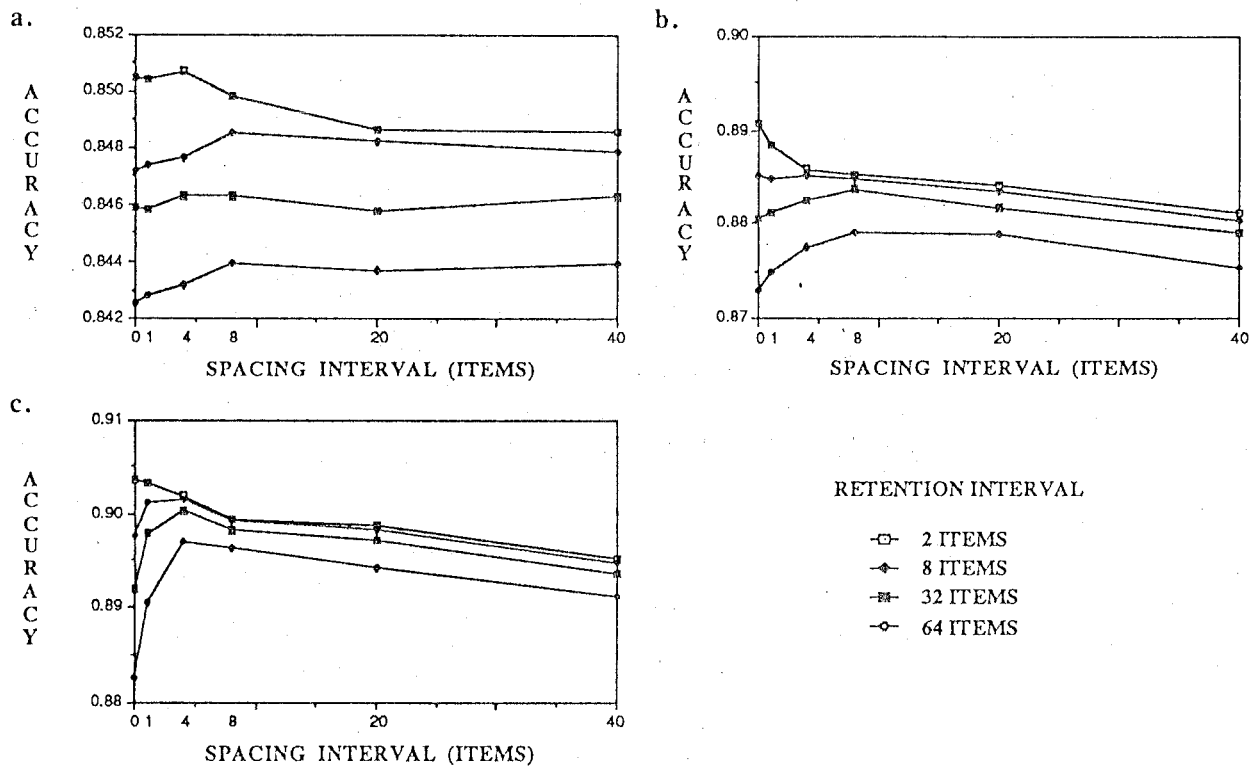 a.
0.852
0.850
0.848
0.846
0.844
0.842
ACCURACY
0 1 4 8 20 40
SPACING INTERVAL (ITEMS)
b.
0.90
0.89
0.88
0.87
ACCURACY
0 1 4 8 20 40
SPACING INTERVAL (ITEMS)
c.
0.91
0.90
0.89
0.88
ACCURACY
0 1 4 8 20 40
SPACING INTERVAL (ITEMS)
RETENTION INTERVAL
2 ITEMS
8 ITEMS
32 ITEMS
64 ITEMS